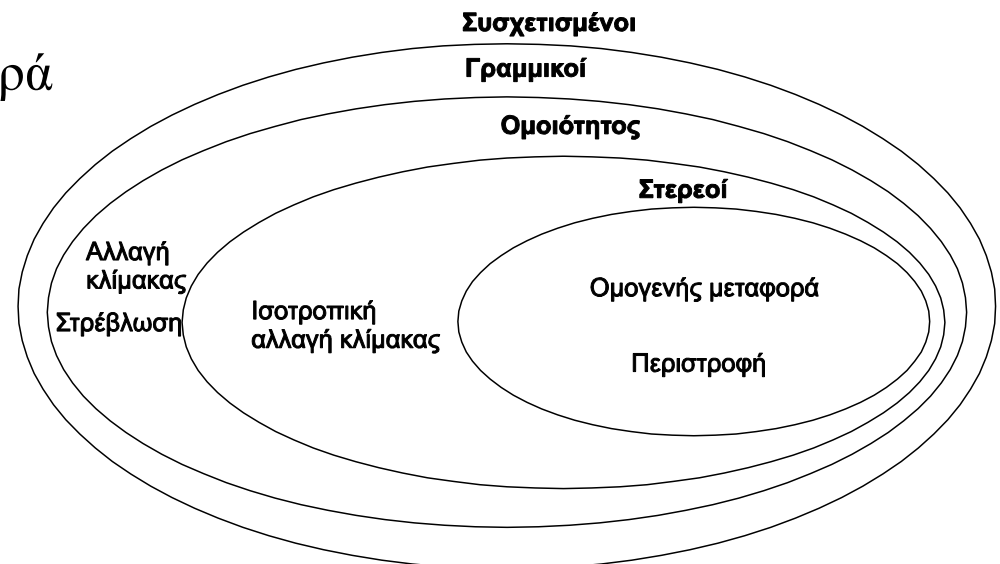 Συσχετισμένοι
ρά
Γραμμικοί
Ομοιότητος
Στερεοί
Αλλαγή
κλίμακας
Στρέβλωση
Ισοτροπική
αλλαγή κλίμακας
Ομογενής μεταφορά
Περιστροφή